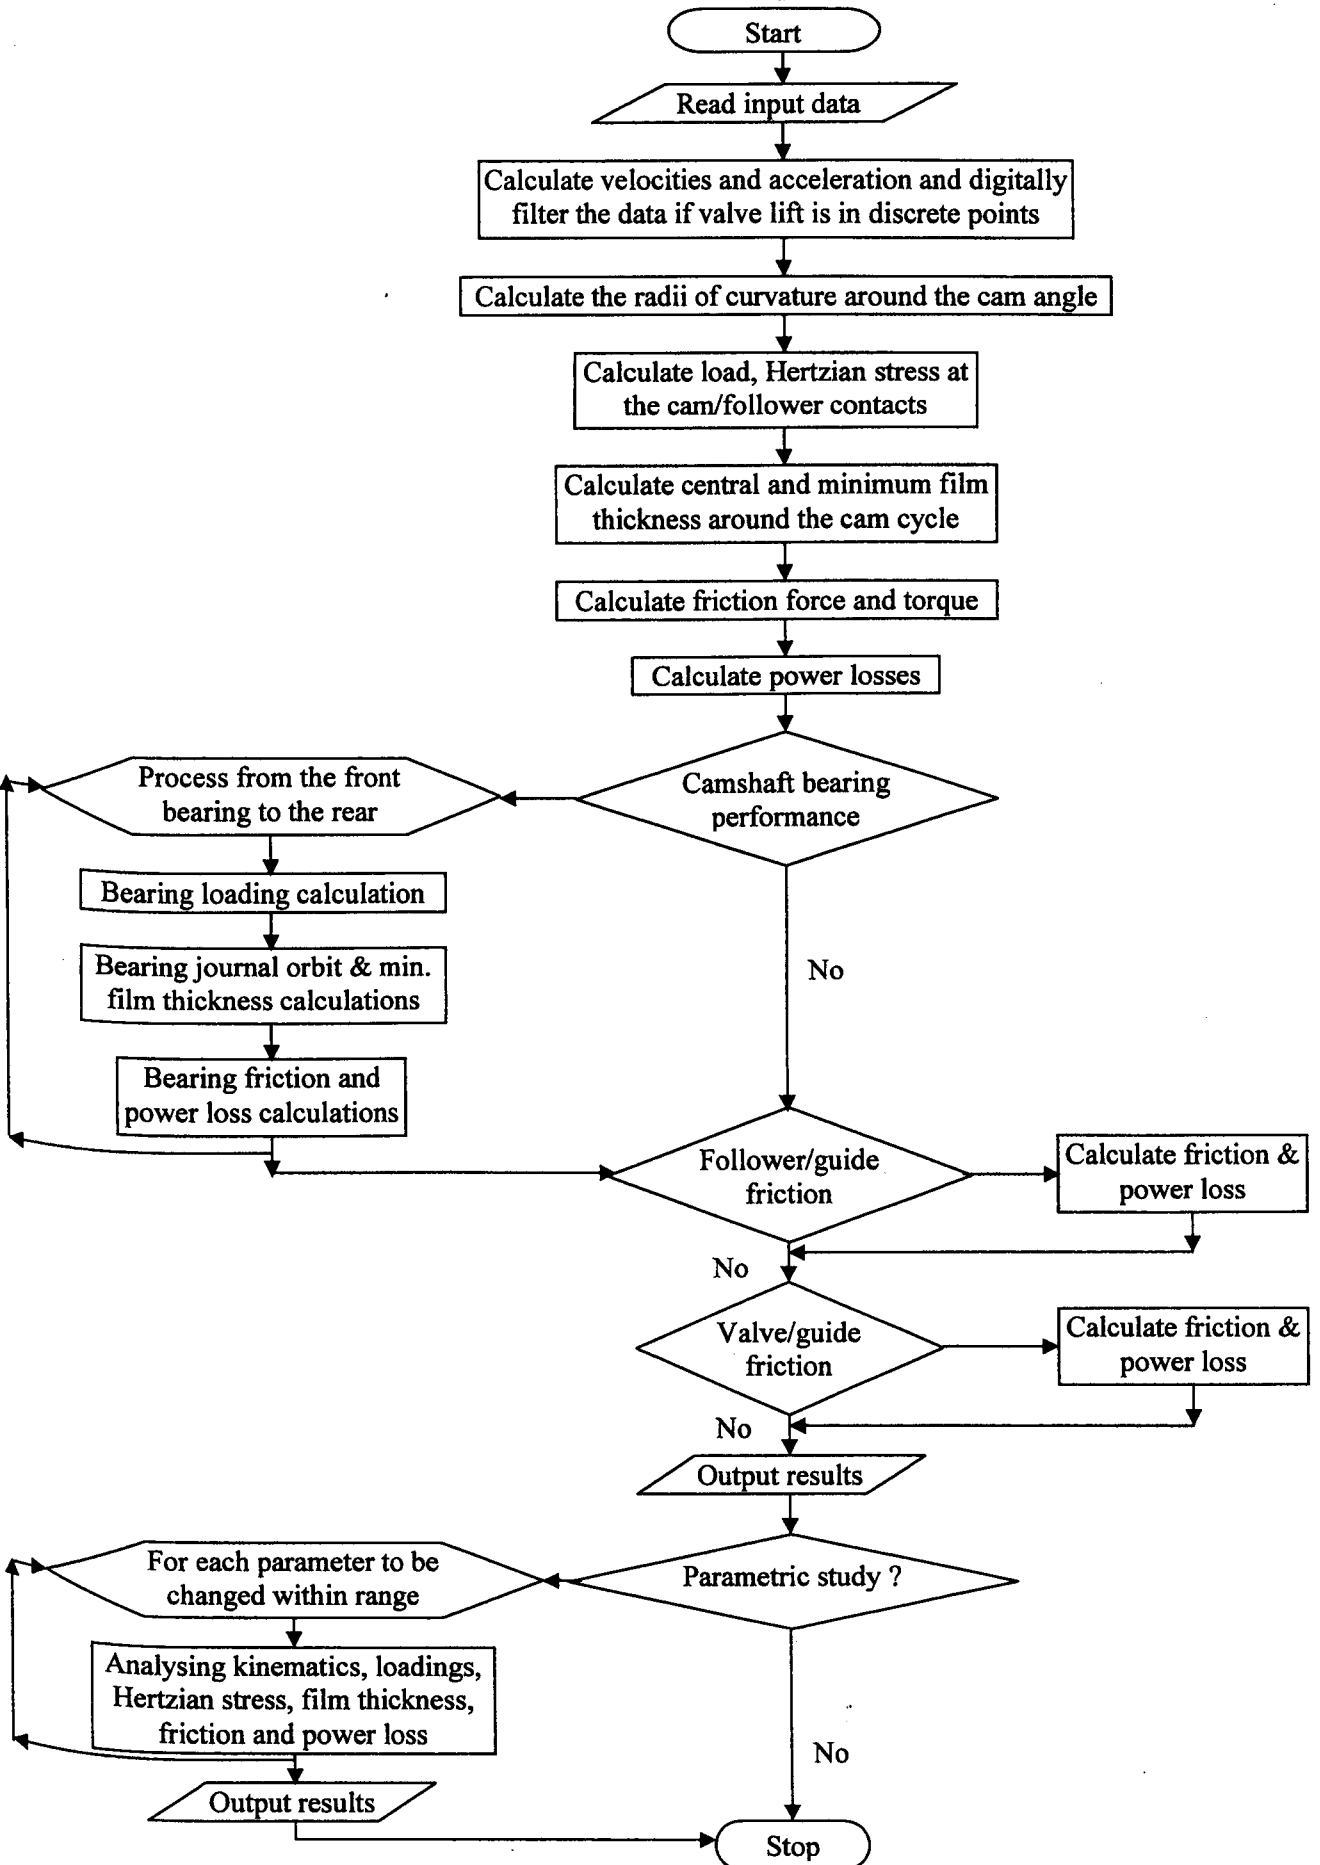 Start
Read input data
Calculate velocities and acceleration and digitally
filter the data if valve lift is in discrete points
Calculate the radii of curvature around the cam angle
Calculate load, Hertzian stress at
the cam/follower contacts
Calculate central and minimum film
thickness around the cam cycle
Calculate friction force and torque
Calculate power losses
Camshaft bearing
performance
Process from the front
bearing to the rear
Bearing loading calculation
Bearing journal orbit & min.
film thickness calculations
Bearing friction and
power loss calculations
No
Follower/guide
friction
Calculate friction &
power loss
No
Valve/guide
friction
Calculate friction &
power loss
No
Output results
Parametric study ?
For each parameter to be
changed within range
Analysing kinematics, loadings,
Hertzian stress, film thickness,
friction and power loss
Output results
No
Stop